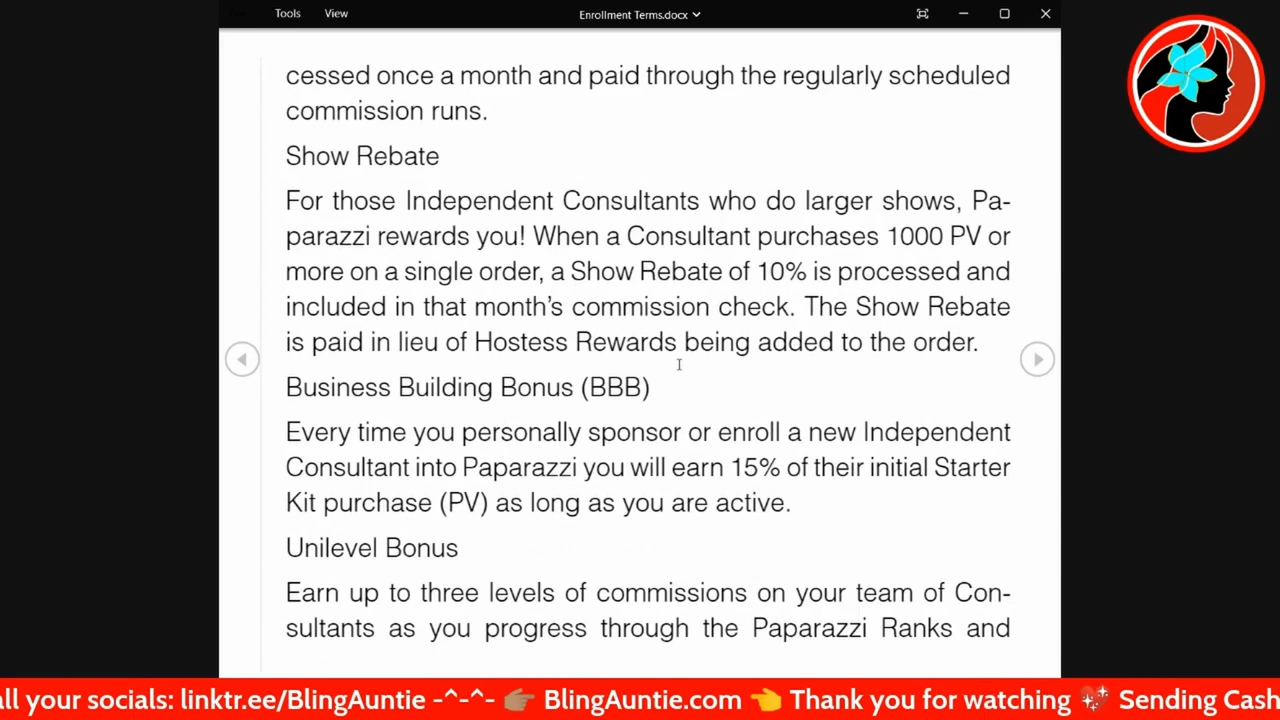 Tools View Enrollment Terms.docx
cessed once a month and paid through the regularly scheduled
commission runs.
Show Rebate
For those Independent Consultants who do larger shows, Pa-
parazzi rewards you! When a Consultant purchases 1000 PV or
more on a single order, a Show Rebate of 10% is processed and
included in that month's commission check. The Show Rebate
is paid in lieu of Hostess Rewards being added to the order.
Business Building Bonus (BBB)
Every time you personally sponsor or enroll a new Independent
Consultant into Paparazzi you will earn 15% of their initial Starter
Kit purchase (PV) as long as you are active.
Unilevel Bonus
Earn up to three levels of commissions on your team of Con-
sultants as you progress through the Paparazzi Ranks and
all your socials: linktr.ee/BlingAuntie -^-^- 👉🏽 BlingAuntie.com 👈 Thank you for watching 💖 Sending Cash